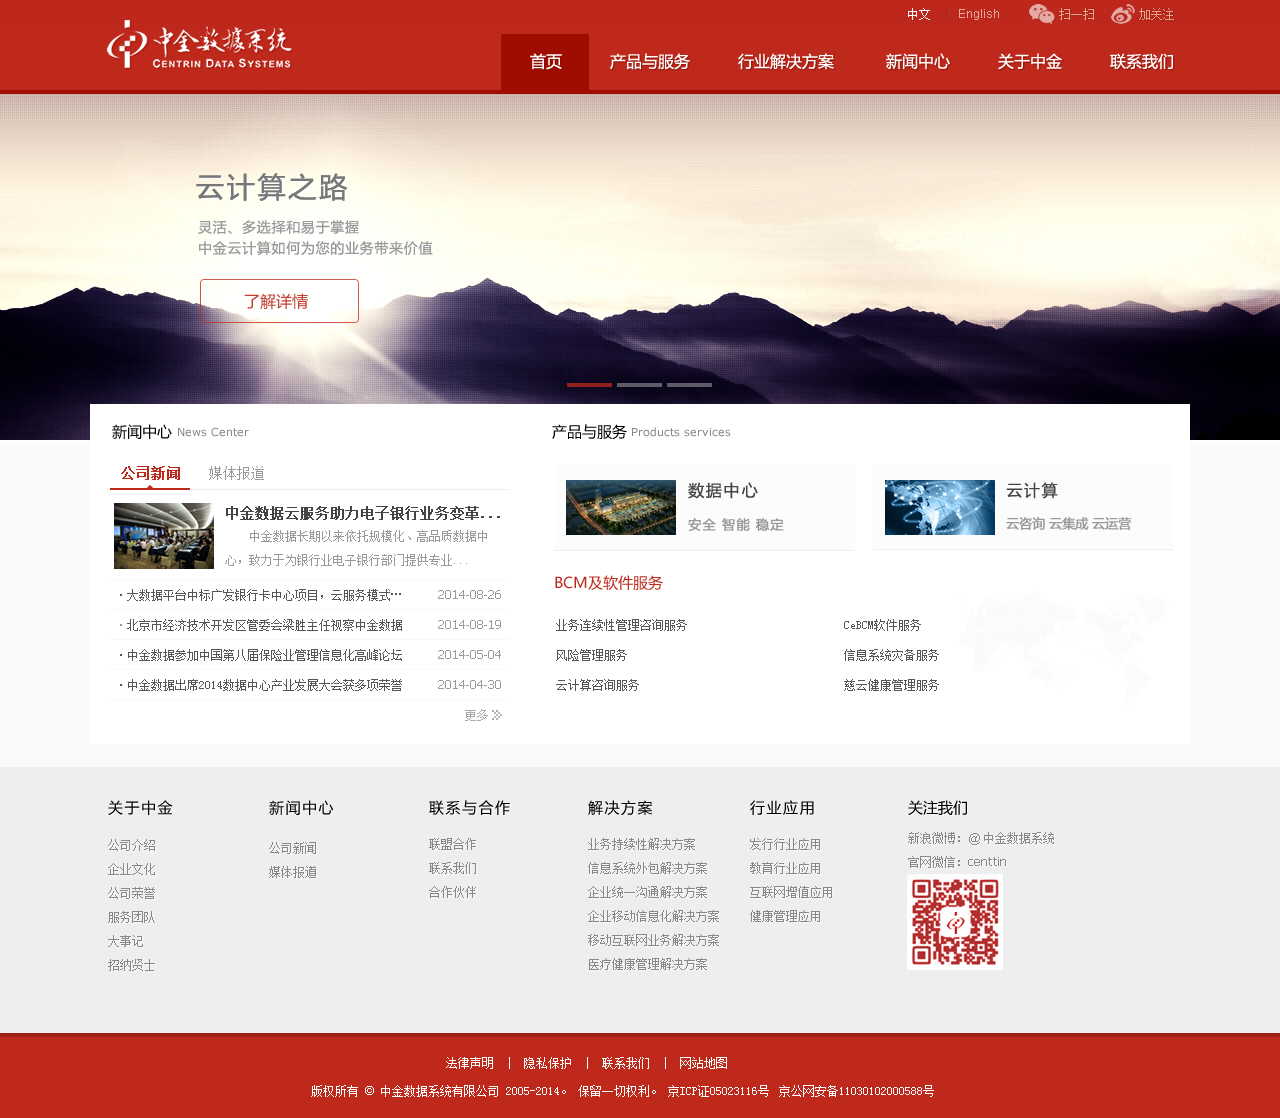 中文 | English 扫一扫 加关注
中金数据系统
CENTRIN DATA SYSTEMS
首页 产品与服务 行业解决方案 新闻中心 关于中金 联系我们
云计算之路
灵活、多选择和易于掌握
中金云计算如何为您的业务带来价值
了解详情
新闻中心 News Center
公司新闻 媒体报道
中金数据云服务助力电子银行业务变革...
中金数据长期以来依托规模化、高品质数据中
心，致力于为银行业电子银行部门提供专业...
·大数据平台中标广发银行卡中心项目，云服务模式… 2014-08-26
·北京市经济技术开发区管委会梁胜主任视察中金数据 2014-08-19
·中金数据参加中国第八届保险业管理信息化高峰论坛 2014-05-04
·中金数据出席2014数据中心产业发展大会获多项荣誉 2014-04-30
更多
产品与服务 Products services
数据中心
安全 智能 稳定
云计算
云咨询 云集成 云运营
BCM及软件服务
业务连续性管理咨询服务 CeBCM软件服务
风险管理服务 信息系统灾备服务
云计算咨询服务 慈云健康管理服务
关于中金
公司介绍
企业文化
公司荣誉
服务团队
大事记
招纳贤士
新闻中心
公司新闻
媒体报道
联系与合作
联盟合作
联系我们
合作伙伴
解决方案
业务持续性解决方案
信息系统外包解决方案
企业统一沟通解决方案
企业移动信息化解决方案
移动互联网业务解决方案
医疗健康管理解决方案
行业应用
发行行业应用
教育行业应用
互联网增值应用
健康管理应用
关注我们
新浪微博：@中金数据系统
官网微信：centtin
法律声明 | 隐私保护 | 联系我们 | 网站地图
版权所有 © 中金数据系统有限公司 2005-2014。 保留一切权利。 京ICP证05023116号 京公网安备11030102000588号